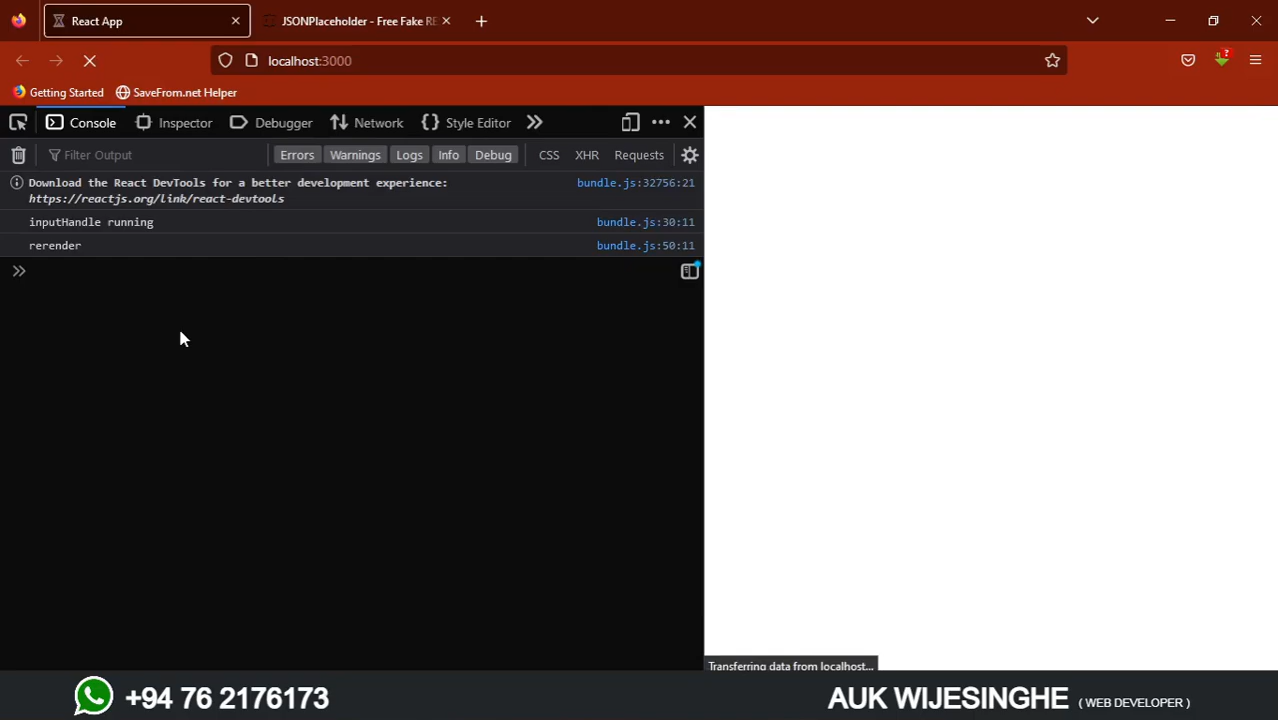 React App
JSONPlaceholder - Free Fake RE
localhost:3000
Getting Started
SaveFrom.net Helper
Console
Inspector
Debugger
Network
Style Editor
Filter Output
Errors
Warnings
Logs
Info
Debug
CSS
XHR
Requests
Download the React DevTools for a better development experience:
bundle.js:32756:21
https://reactjs.org/link/react-devtools
inputHandle running
bundle.js:30:11
rerender
bundle.js:50:11
Transferring data from localhost...
+94 76 2176173
AUK WIJESINGHE ( WEB DEVELOPER )